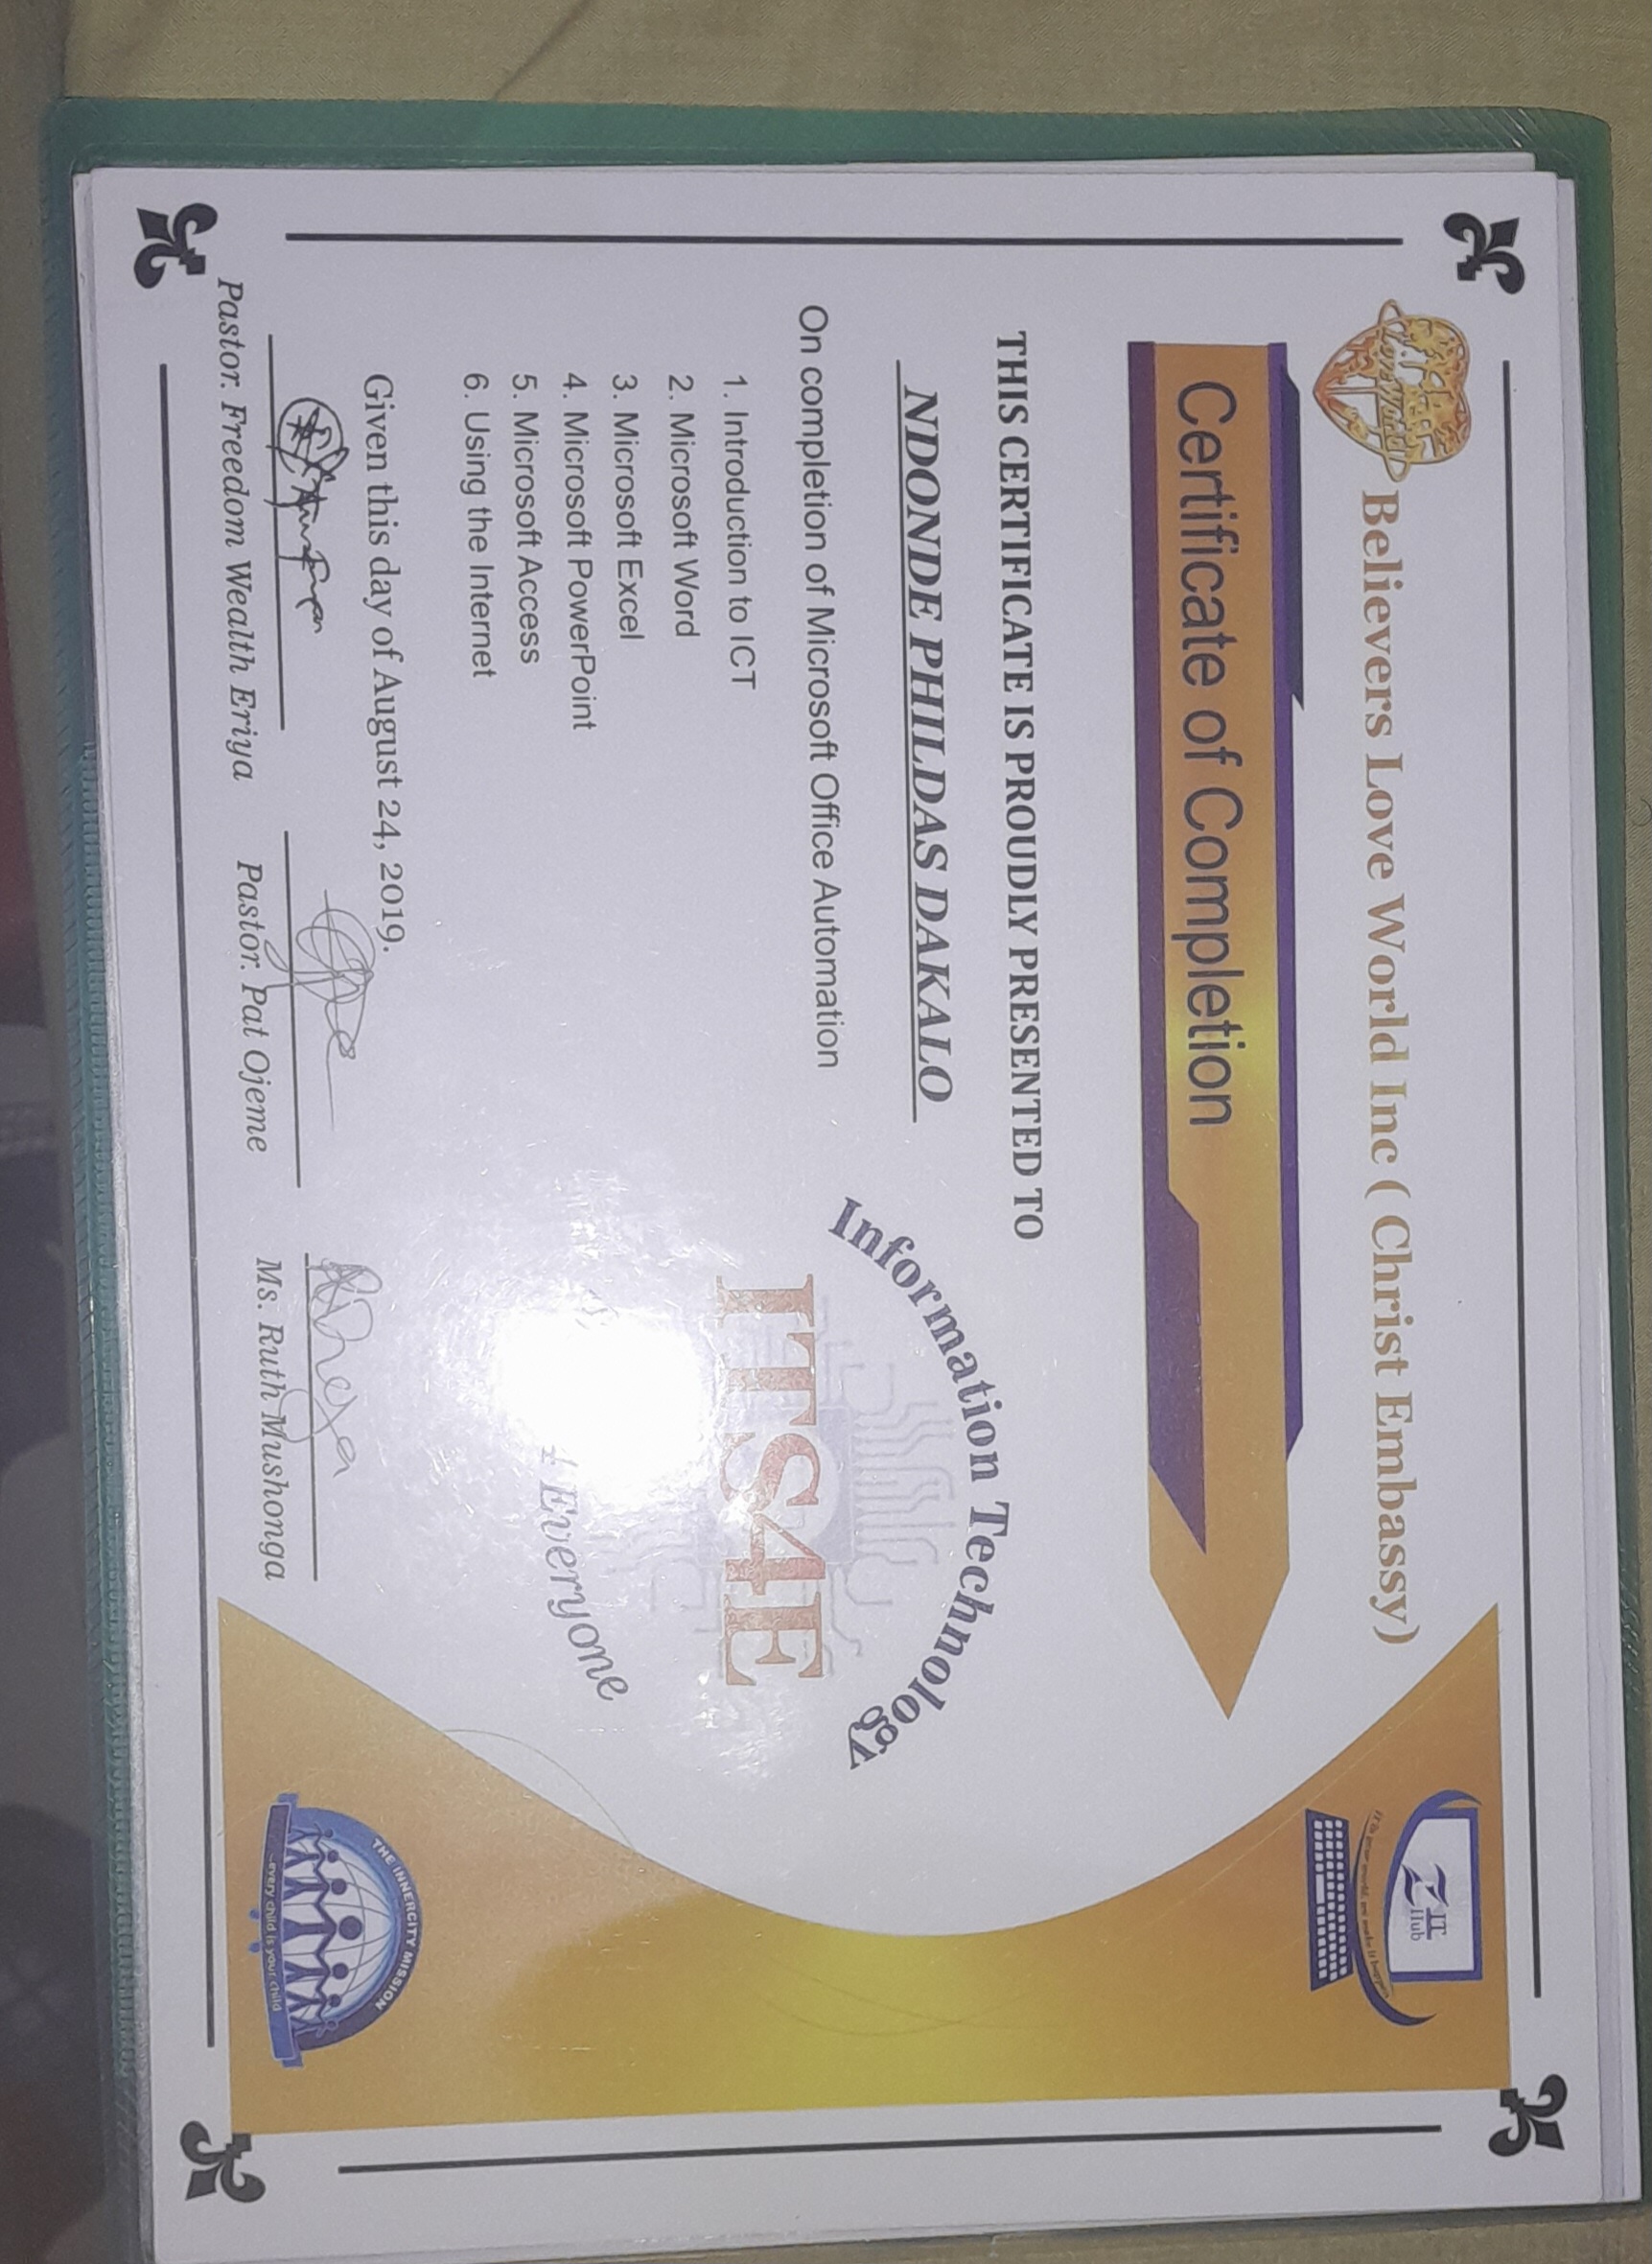 Believers Love World Inc ( Christ Embassy)
IT
Hub
Certificate of Completion
THIS CERTIFICATE IS PROUDLY PRESENTED TO
NDONDE PHILDAS DAKALO
On completion of Microsoft Office Automation
1. Introduction to ICT
2. Microsoft Word
3. Microsoft Excel
4. Microsoft PowerPoint
5. Microsoft Access
6. Using the Internet
Information Technology
ITS4E
Everyone
Given this day of August 24, 2019.
Pastor. Freedom Wealth Eriya
Pastor. Pat Ojeme
Ms. Ruth Mushonga
THE INNERCITY MISSION
...every child is your child